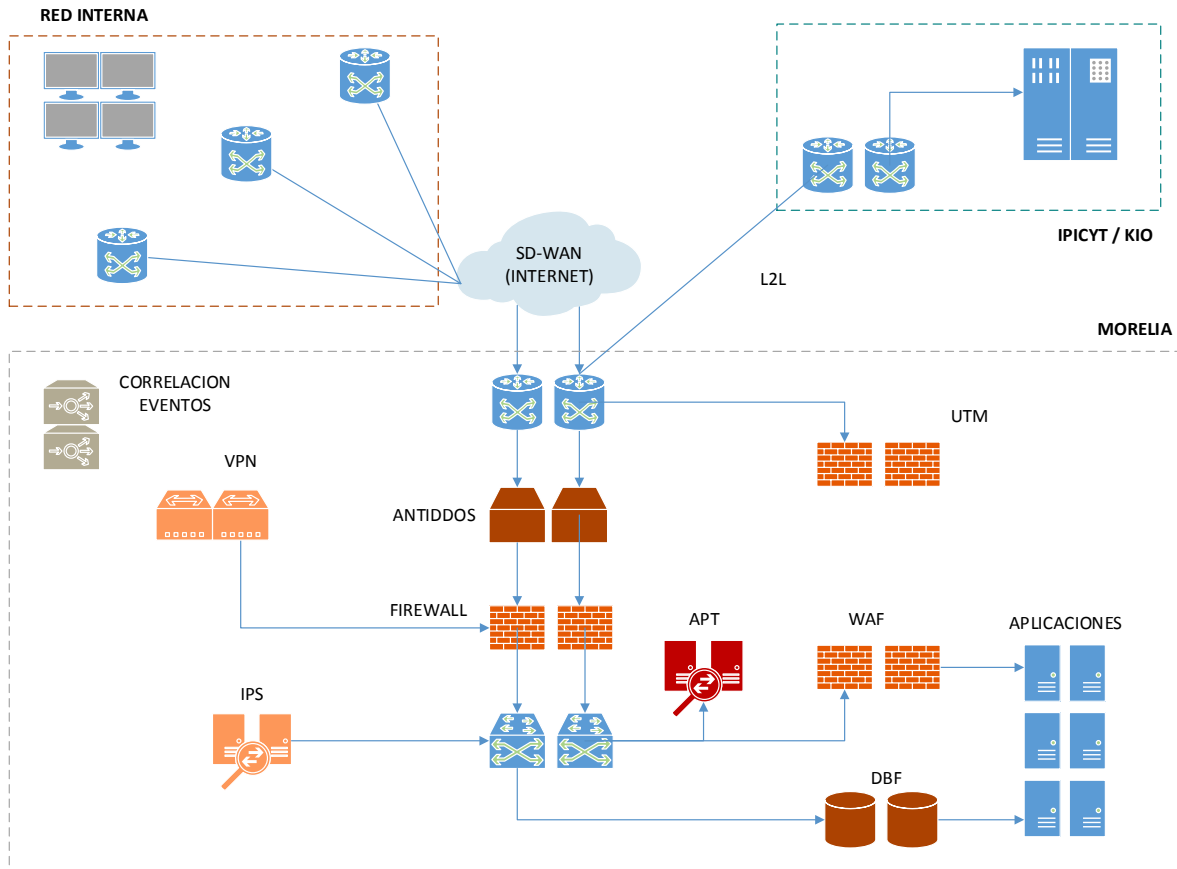 RED INTERNA
SD-WAN
(INTERNET)
IPICYT / KIO
L2L
MORELIA
CORRELACION
EVENTOS
UTM
VPN
ANTIDDOS
FIREWALL
APT
WAF
APLICACIONES
IPS
DBF